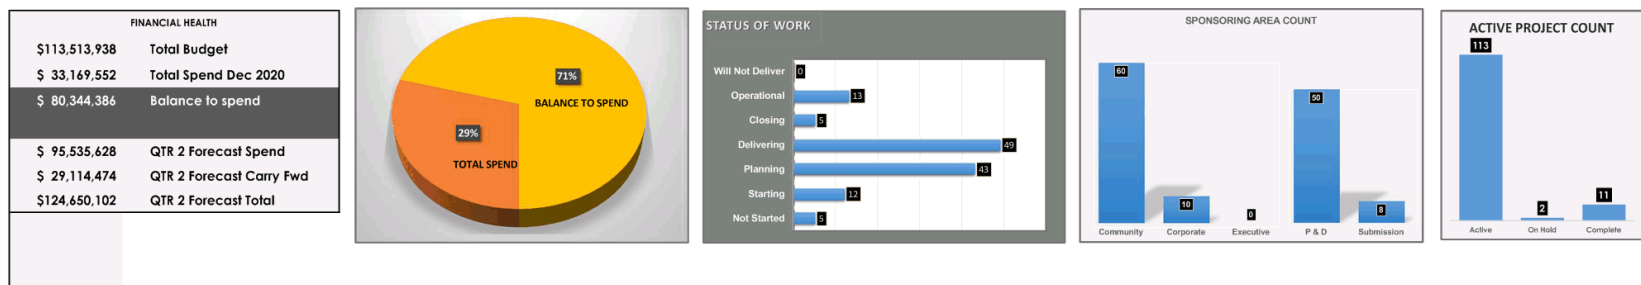 FINANCIAL HEALTH
$113,513,938 Total Budget
$ 33,169,552 Total Spend Dec 2020
$ 80,344,386 Balance to spend
$ 95,535,628 QTR 2 Forecast Spend
$ 29,114,474 QTR 2 Forecast Carry Fwd
$124,650,102 QTR 2 Forecast Total
71%
BALANCE TO SPEND
29%
TOTAL SPEND
STATUS OF WORK
Will Not Deliver 0
Operational 13
Closing 5
Delivering 49
Planning 43
Starting 12
Not Started 5
SPONSORING AREA COUNT
60 10 0 50 8
Community Corporate Executive P & D Submission
ACTIVE PROJECT COUNT
113 2 11
Active On Hold Complete